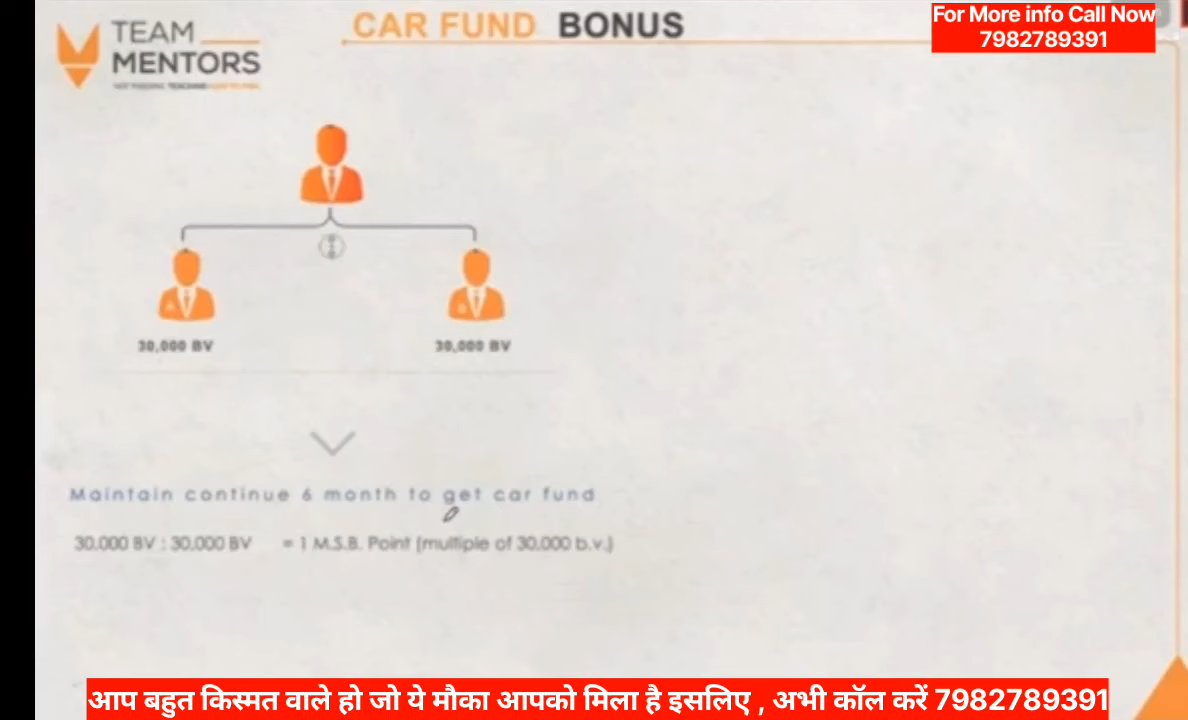 TEAM
MENTORS
CAR FUND BONUS
For More info Call Now
7982789391
30,000 BV
30,000 BV
Maintain continue 6 month to get car fund
30.000 BV : 30.000 BV = 1 M.S.B. Point (multiple of 30.000 b.v.)
आप बहुत किस्मत वाले हो जो ये मौका आपको मिला है इसलिए , अभी कॉल करें 7982789391